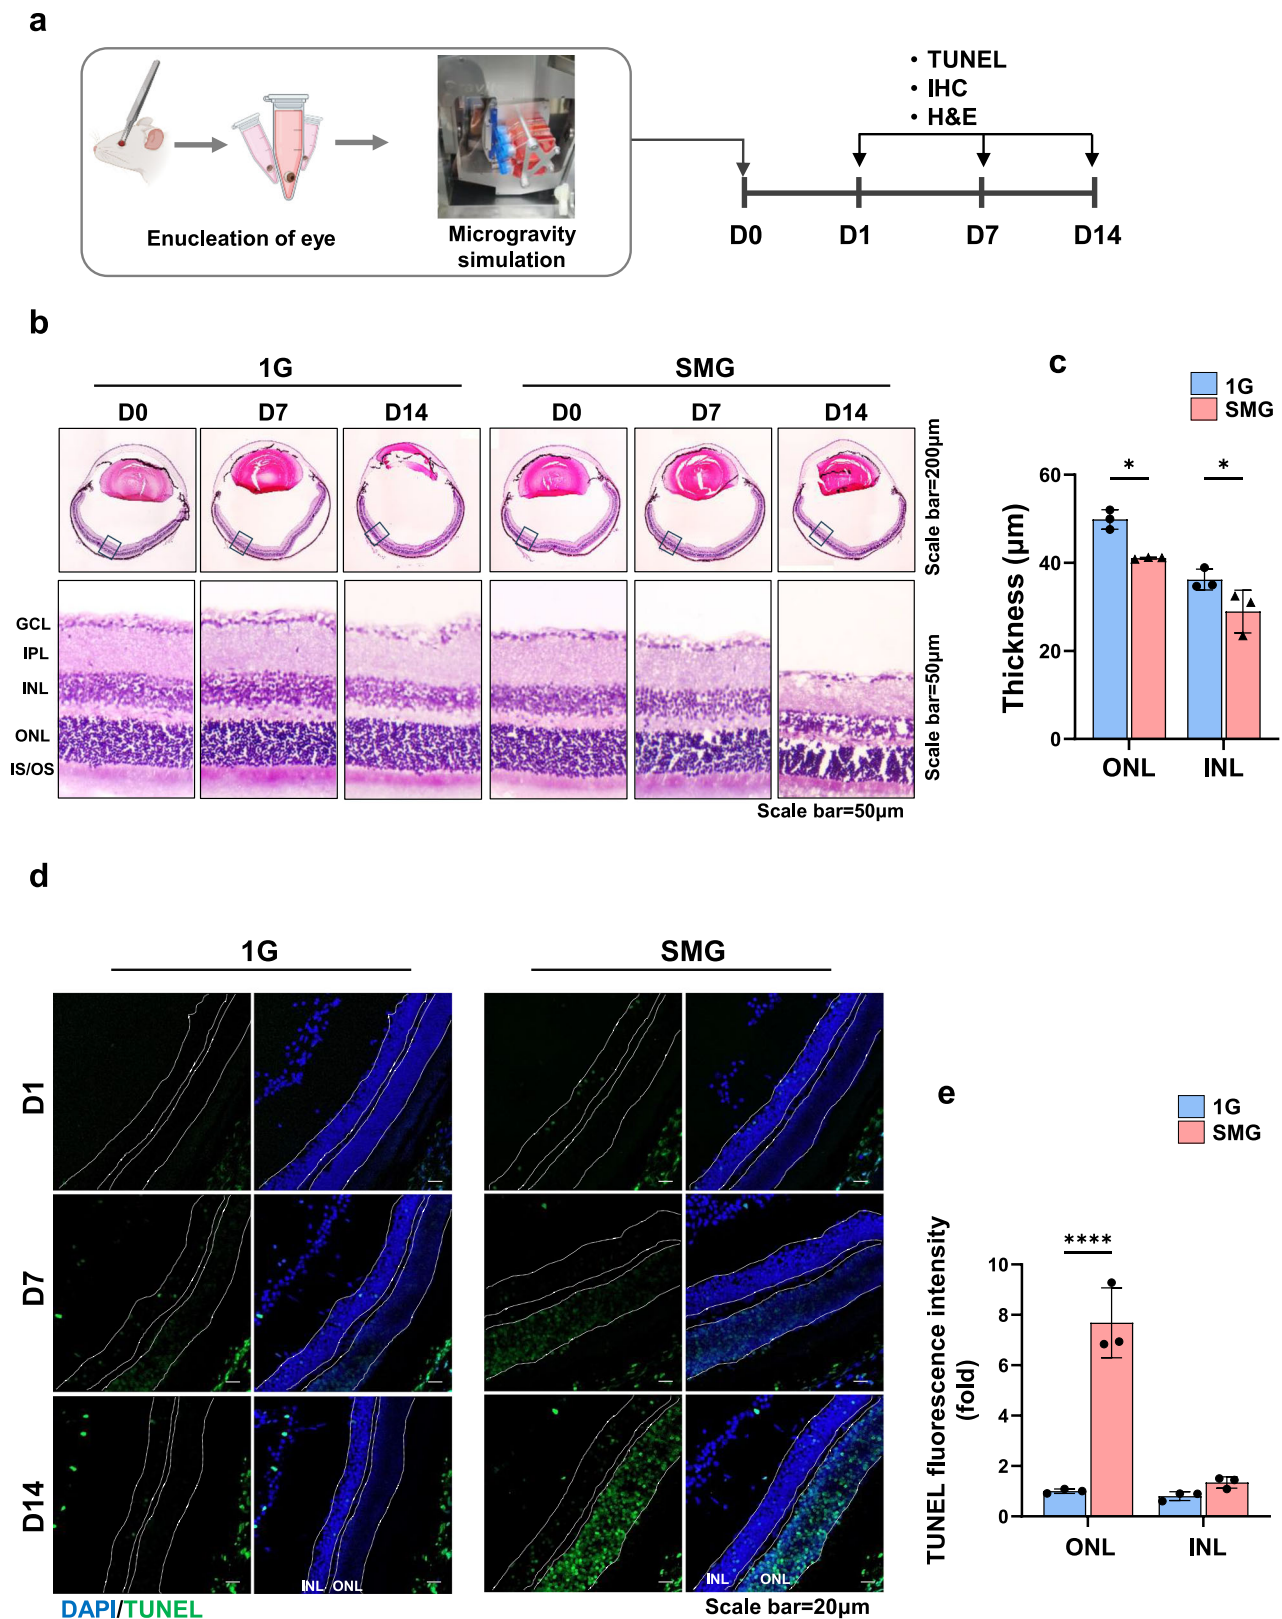 a
• TUNEL
• IHC
• H&E
Enucleation of eye
Microgravity
simulation
D0 D1 D7 D14
b
1G SMG
D0 D7 D14 D0 D7 D14
Scale bar=200µm
GCL
IPL
INL
ONL
IS/OS
Scale bar=50µm
Scale bar=50µm
c
1G
SMG
Thickness (µm)
60
40
20
0
* *
ONL INL
d
1G SMG
D1
D7
D14
INL ONL INL ONL
DAPI/TUNEL
Scale bar=20µm
e
1G
SMG
TUNEL fluorescence intensity
(fold)
10
8
6
4
2
0
****
ONL INL